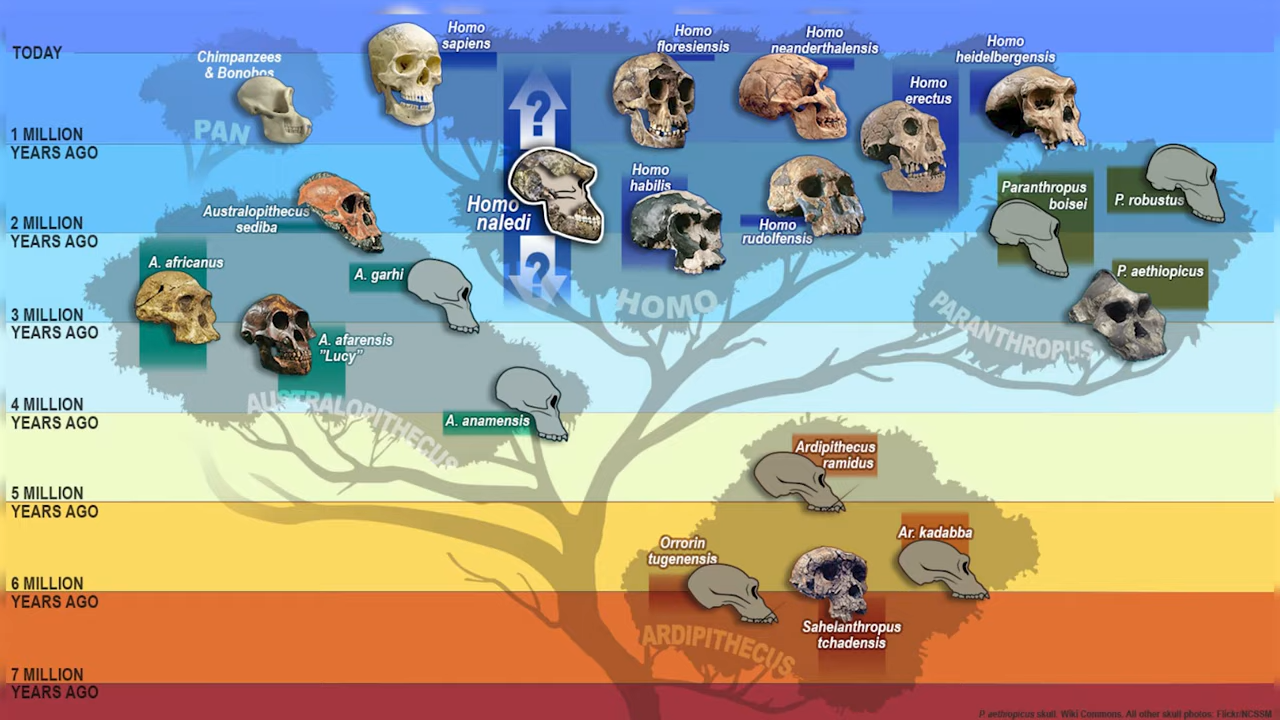 TODAY
1 MILLION
YEARS AGO
2 MILLION
YEARS AGO
3 MILLION
YEARS AGO
4 MILLION
YEARS AGO
5 MILLION
YEARS AGO
6 MILLION
YEARS AGO
7 MILLION
YEARS AGO
Chimpanzees
& Bonobos
PAN
Homo
sapiens
?
Homo
naledi
?
Homo
floresiensis
Homo
neanderthalensis
Homo
erectus
Homo
heidelbergensis
Homo
habilis
Homo
rudolfensis
HOMO
Paranthropus
boisei
P. robustus
P. aethiopicus
PARANTHROPUS
Australopithecus
sediba
A. africanus
A. garhi
A. afarensis
"Lucy"
A. anamensis
AUSTRALOPITHECUS
Ardipithecus
ramidus
Ar. kadabba
Orrorin
tugenensis
Sahelanthropus
tchadensis
ARDIPITHECUS
P. aethiopicus skull, Wiki Commons. All other skull photos: Flickr/NCSSM